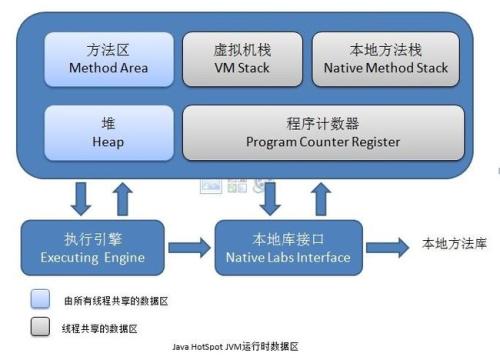 方法区
Method Area
虚拟机栈
VM Stack
本地方法栈
Native Method Stack
堆
Heap
程序计数器
Program Counter Register
执行引擎
Executing Engine
本地库接口
Native Labs Interface
本地方法库
由所有线程共享的数据区
线程共享的数据区
Java HotSpot JVM运行时数据区